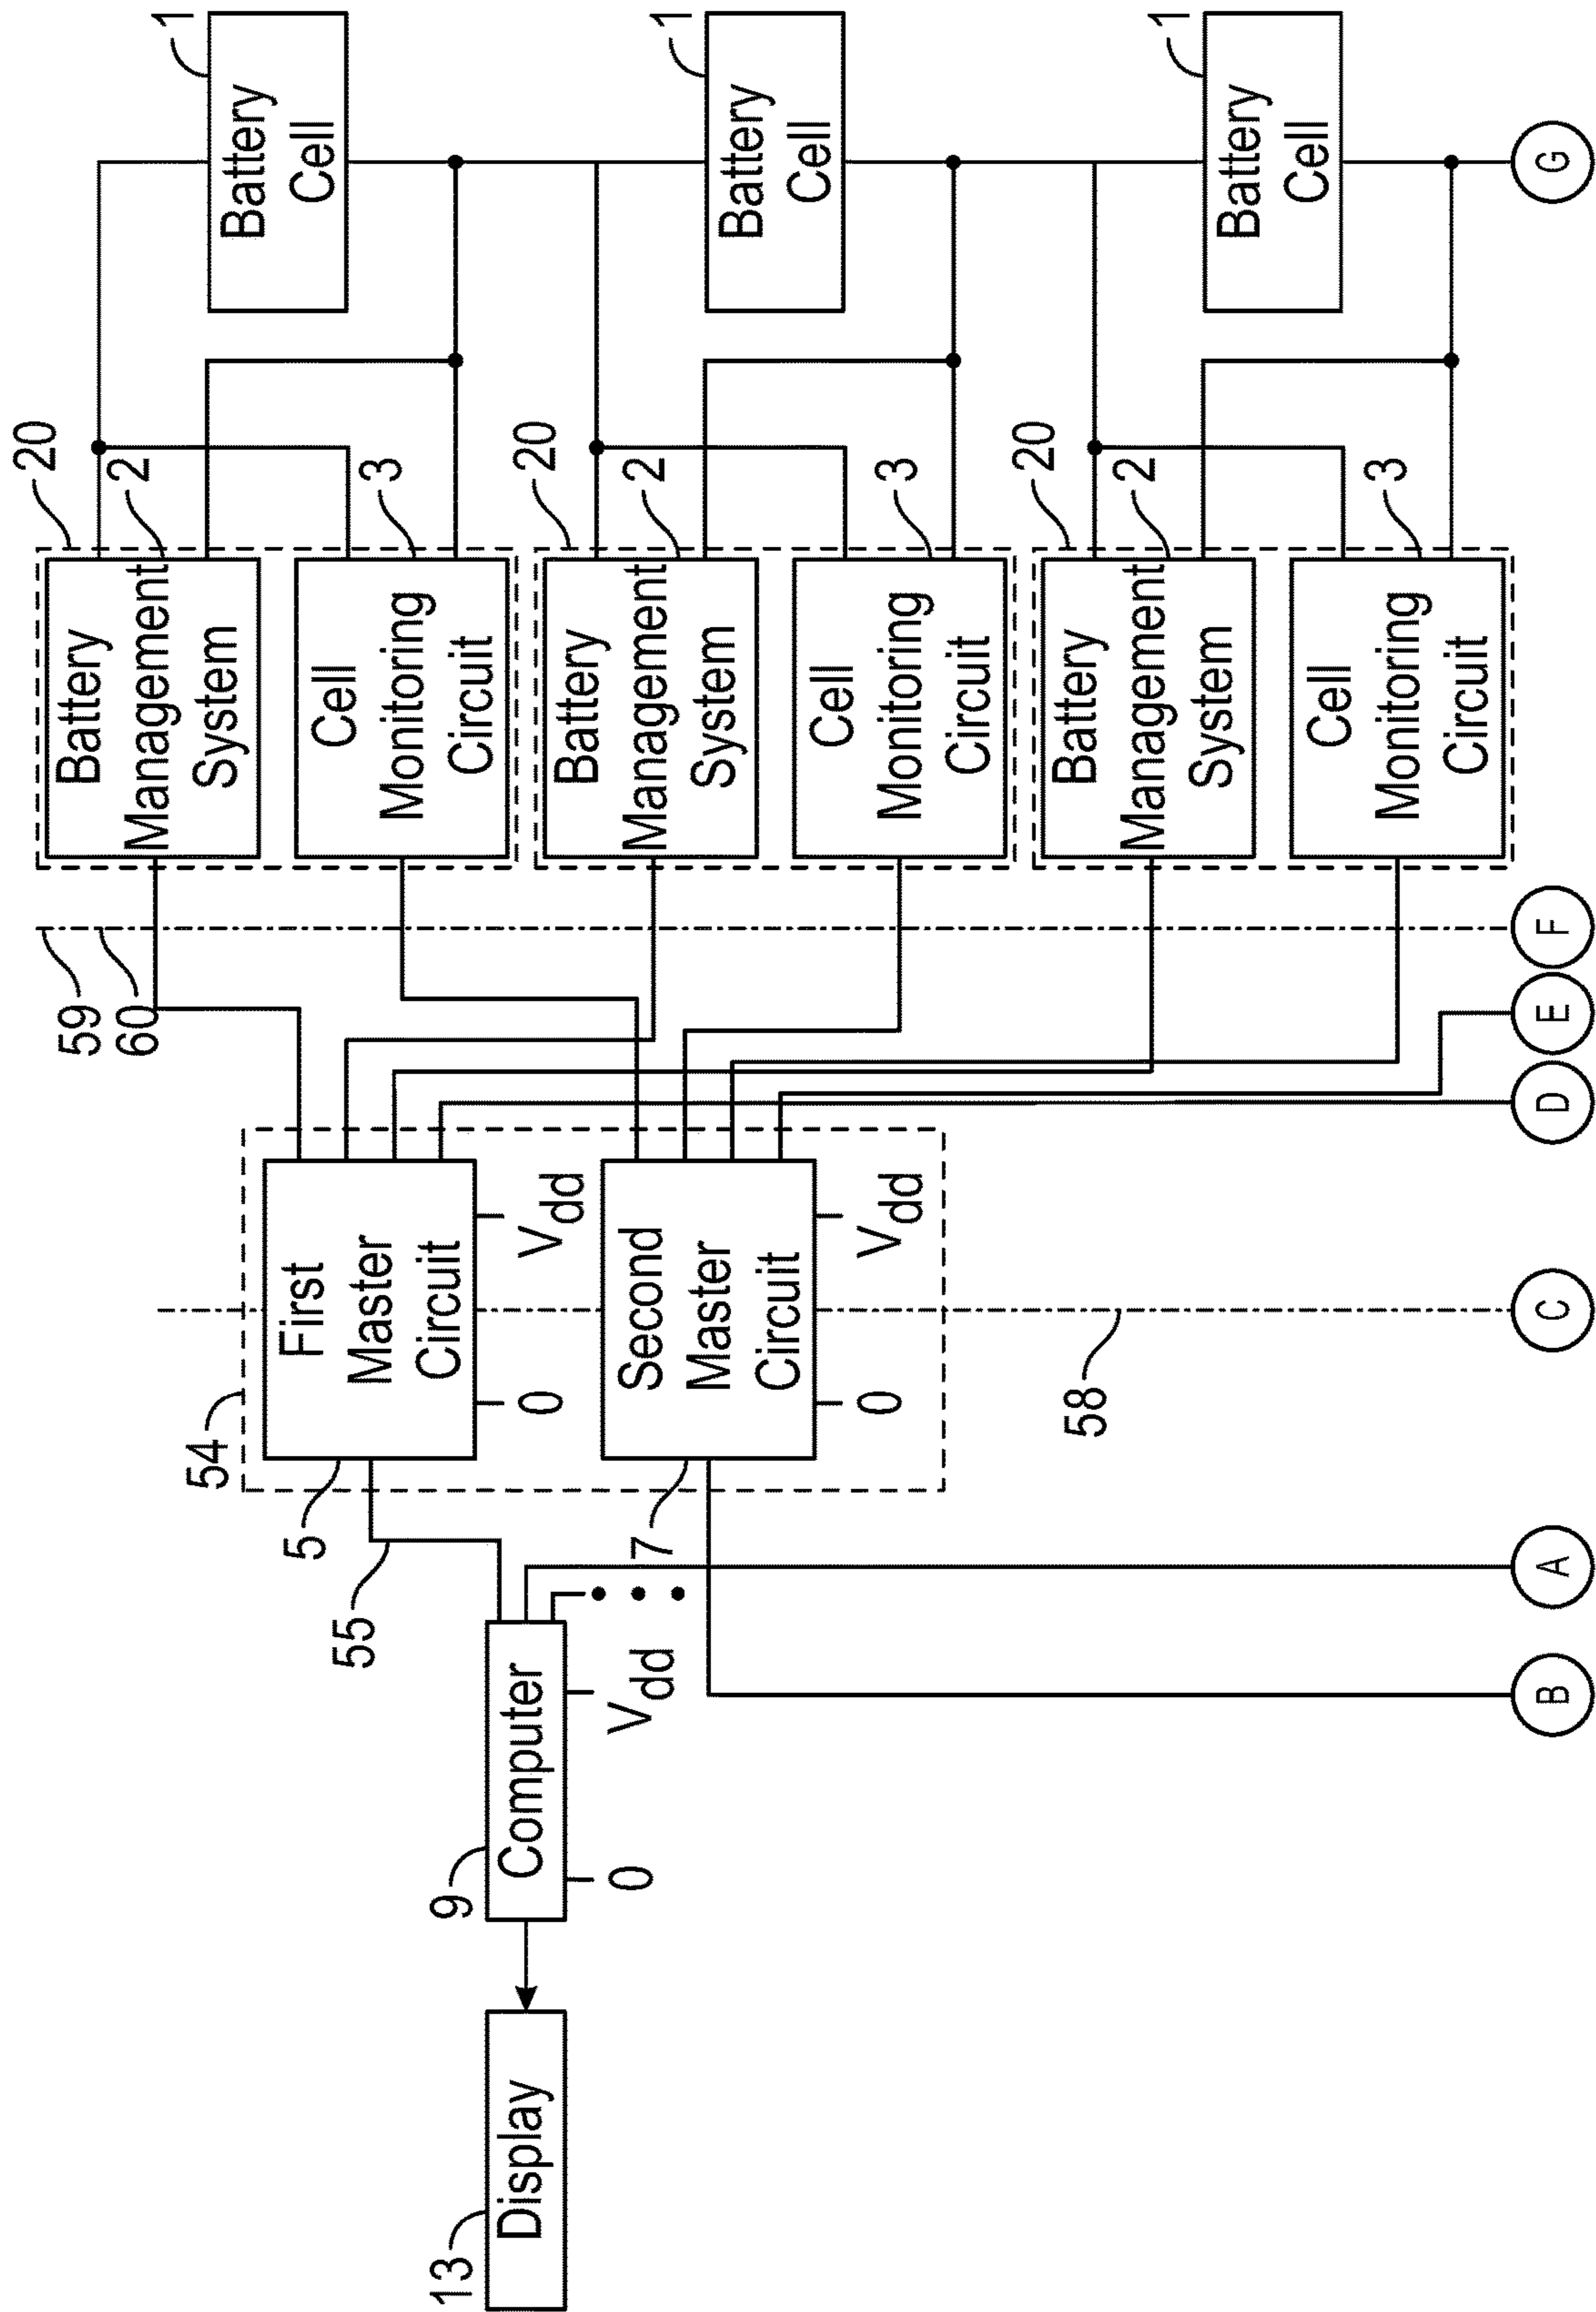 13
Display
9
Computer
0
Vdd
55
5
54
First
Master
Circuit
0
Vdd
7
Second
Master
Circuit
0
Vdd
58
59
60
20
Battery
Management
System
2
Cell
Monitoring
Circuit
3
1
Battery
Cell
20
Battery
Management
System
2
Cell
Monitoring
Circuit
3
1
Battery
Cell
20
Battery
Management
System
2
Cell
Monitoring
Circuit
3
1
Battery
Cell
B
A
C
D
E
F
G